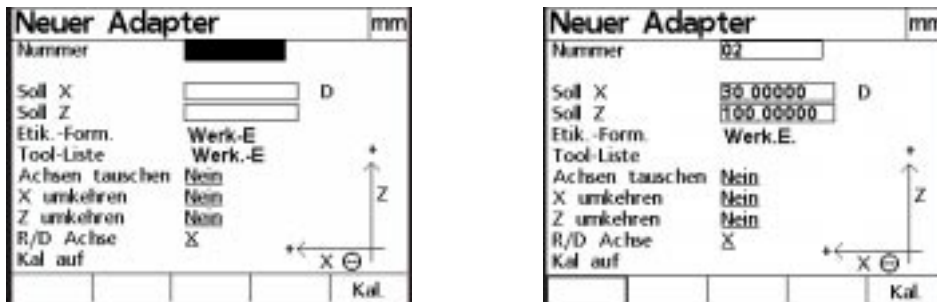 Neuer Adapter mm
Nummer
Soll X D
Soll Z
Etik.-Form. Werk-E
Tool-Liste Werk.-E
Achsen tauschen Nein
X umkehren Nein
Z umkehren Nein
R/D Achse X
Kal auf
Z
X
Kal.
Neuer Adapter mm
Nummer 02
Soll X 30.00000 D
Soll Z 100.00000
Etik.-Form. Werk.E.
Tool-Liste
Achsen tauschen Nein
X umkehren Nein
Z umkehren Nein
R/D Achse X
Kal auf
Z
X
Kal.